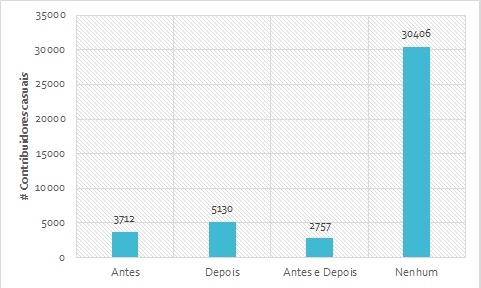 35000
30406
30000
25000
20000
15000
10000
5000
0
# Contribuidores casuais
3712
5130
2757
Antes
Depois
Antes e Depois
Nenhum